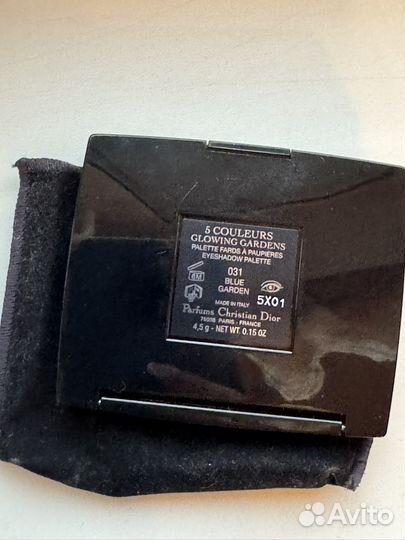 5 COULEURS
GLOWING GARDENS
PALETTE FARDS À PAUPIÈRES
EYESHADOW PALETTE
031
BLUE
GARDEN
6M
MADE IN ITALY 5X01
Parfums Christian Dior
75008 PARIS - FRANCE
4,5 g - NET WT. 0.15 OZ
Avito